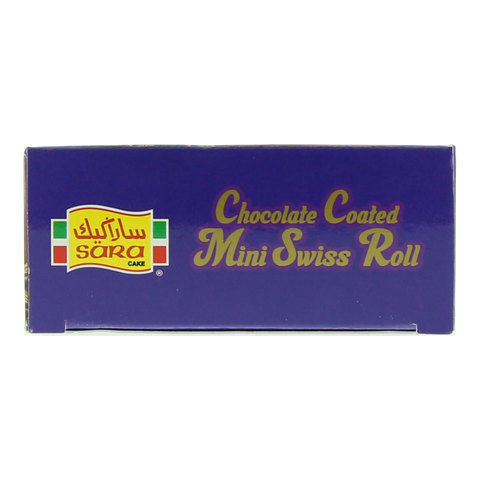 ساراكيك
SARA
CAKE
®
Chocolate Coated
Mini Swiss Roll